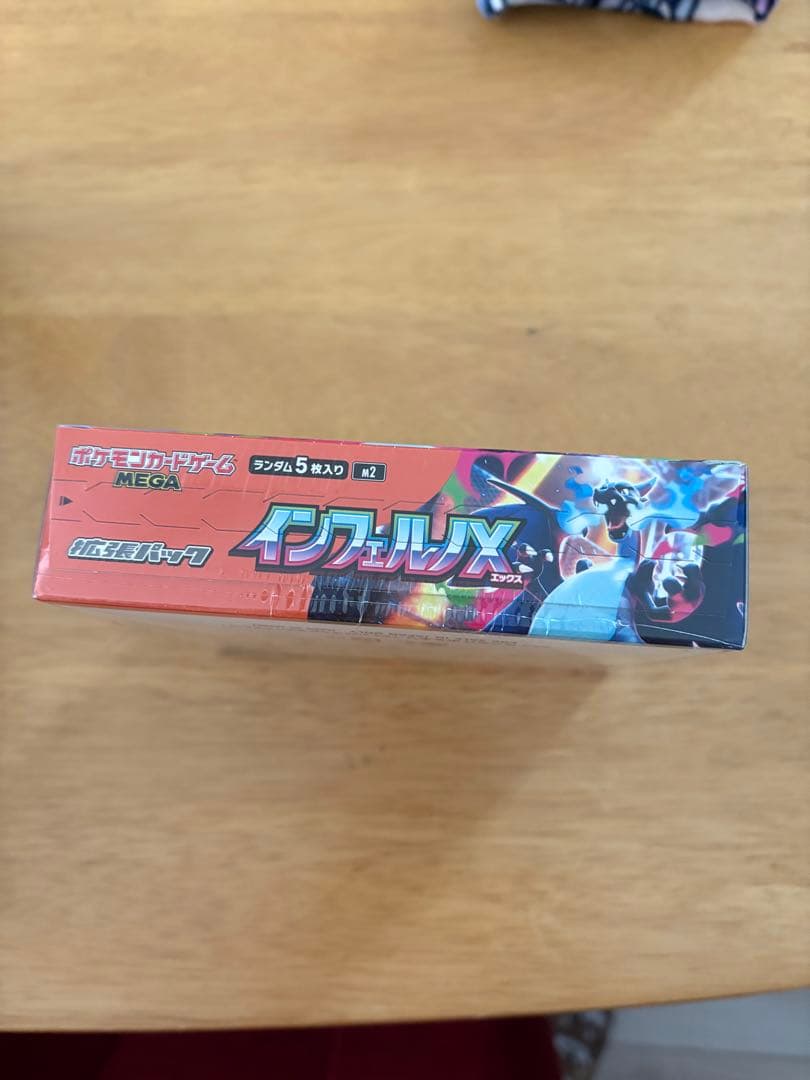 ポケモンカードゲーム
MEGA
ランダム5枚入り
M2
拡張パック
インフェルノX
エックス